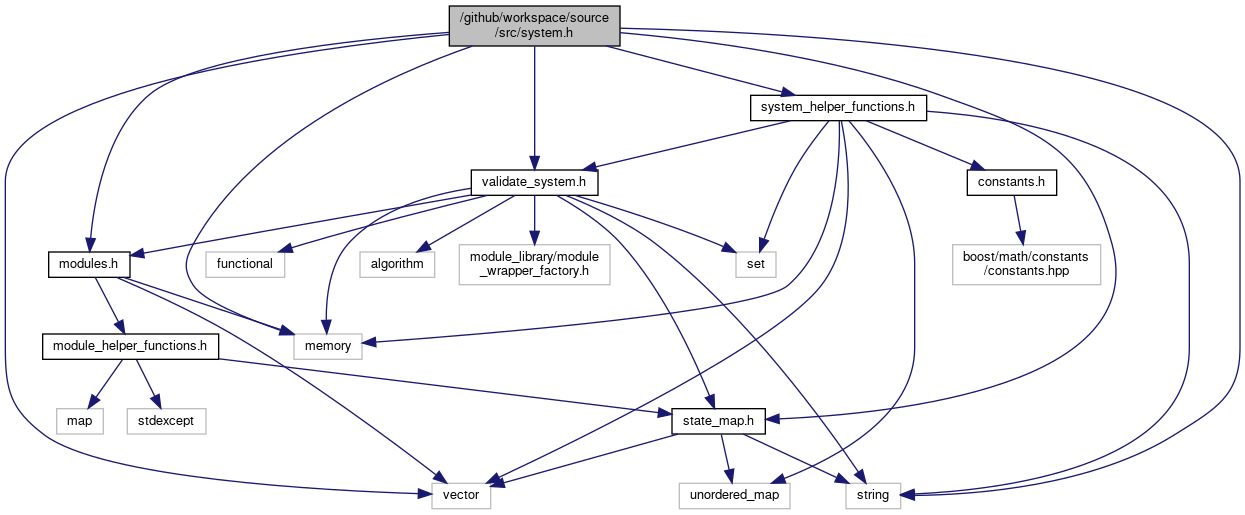 /github/workspace/source
/src/system.h
system_helper_functions.h
validate_system.h
constants.h
modules.h
functional
algorithm
module_library/module
_wrapper_factory.h
set
boost/math/constants
/constants.hpp
module_helper_functions.h
memory
map
stdexcept
state_map.h
vector
unordered_map
string